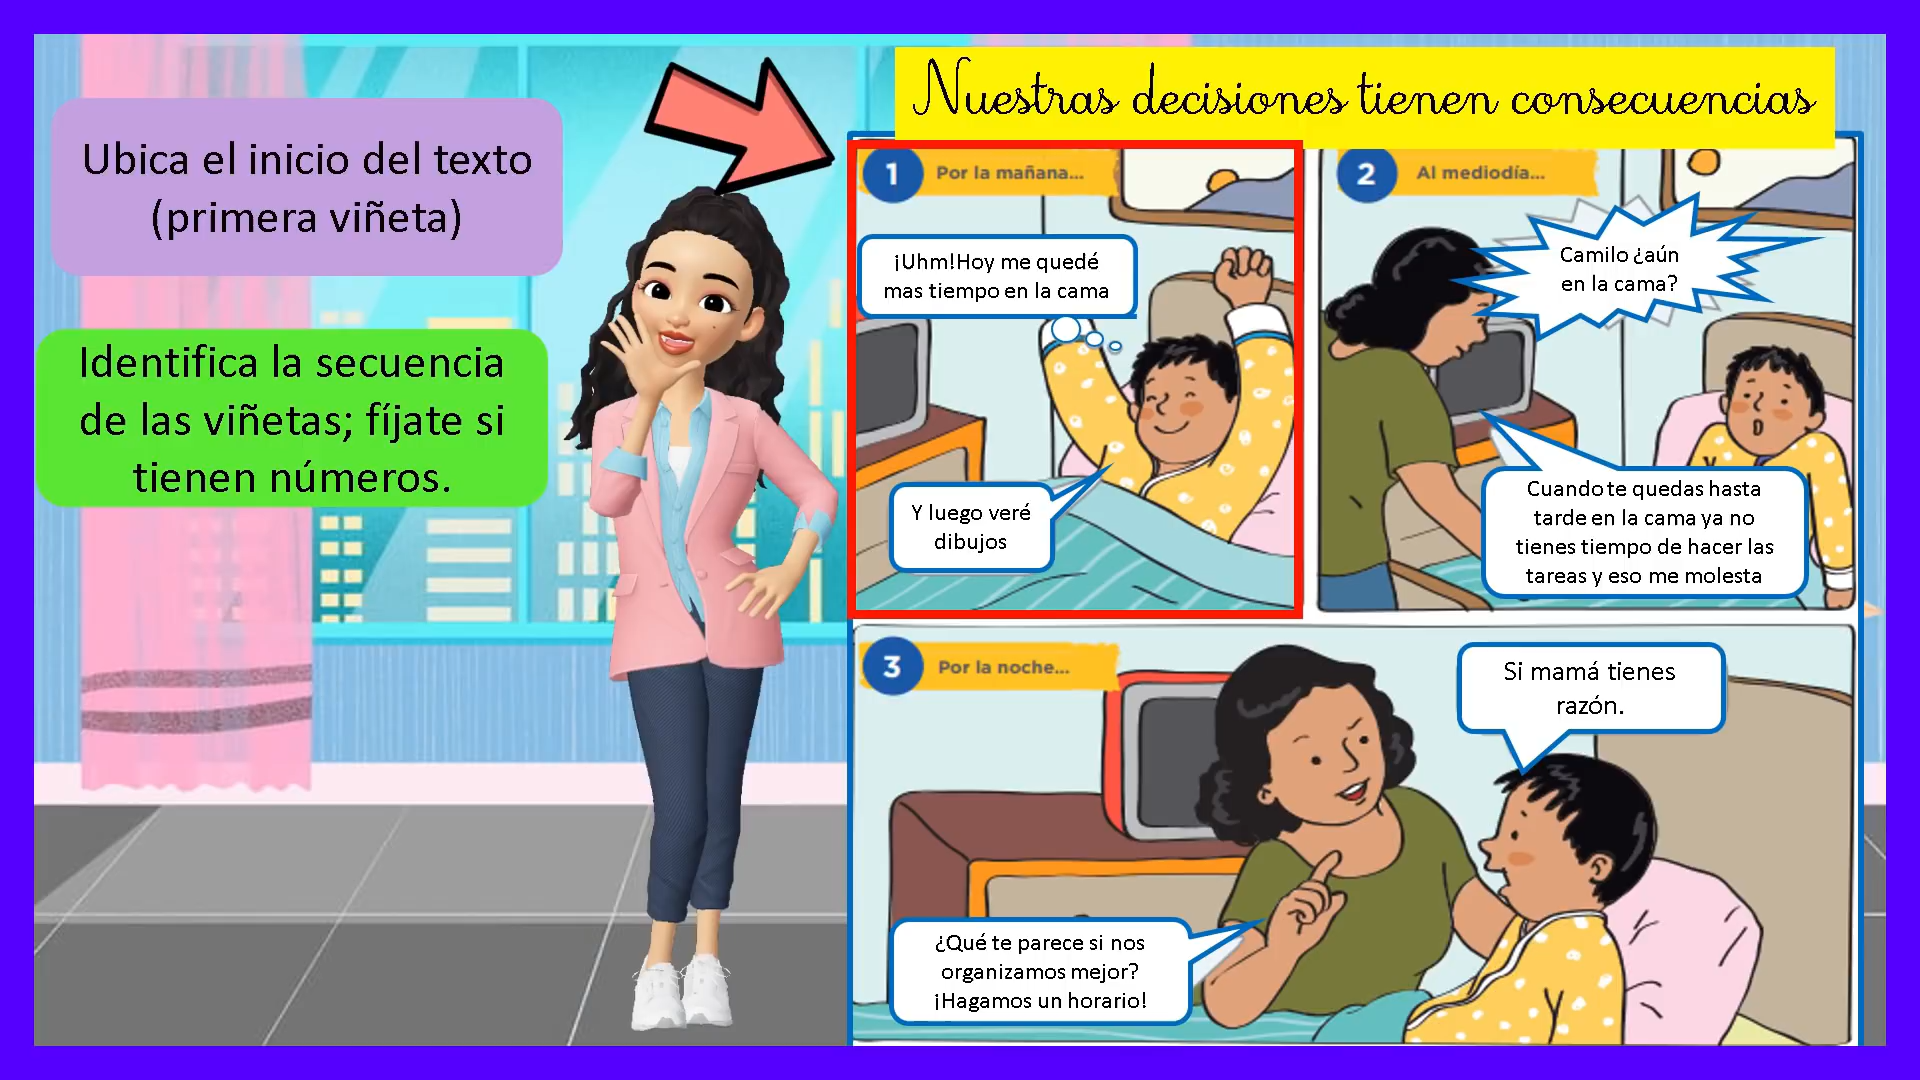 Nuestras decisiones tienen consecuencias
Ubica el inicio del texto
(primera viñeta)
Identifica la secuencia
de las viñetas; fíjate si
tienen números.
1
Por la mañana...
¡Uhm!Hoy me quedé
mas tiempo en la cama
Y luego veré
dibujos
2
Al mediodía...
Camilo ¿aún
en la cama?
Cuando te quedas hasta
tarde en la cama ya no
tienes tiempo de hacer las
tareas y eso me molesta
3
Por la noche...
Si mamá tienes
razón.
¿Qué te parece si nos
organizamos mejor?
¡Hagamos un horario!